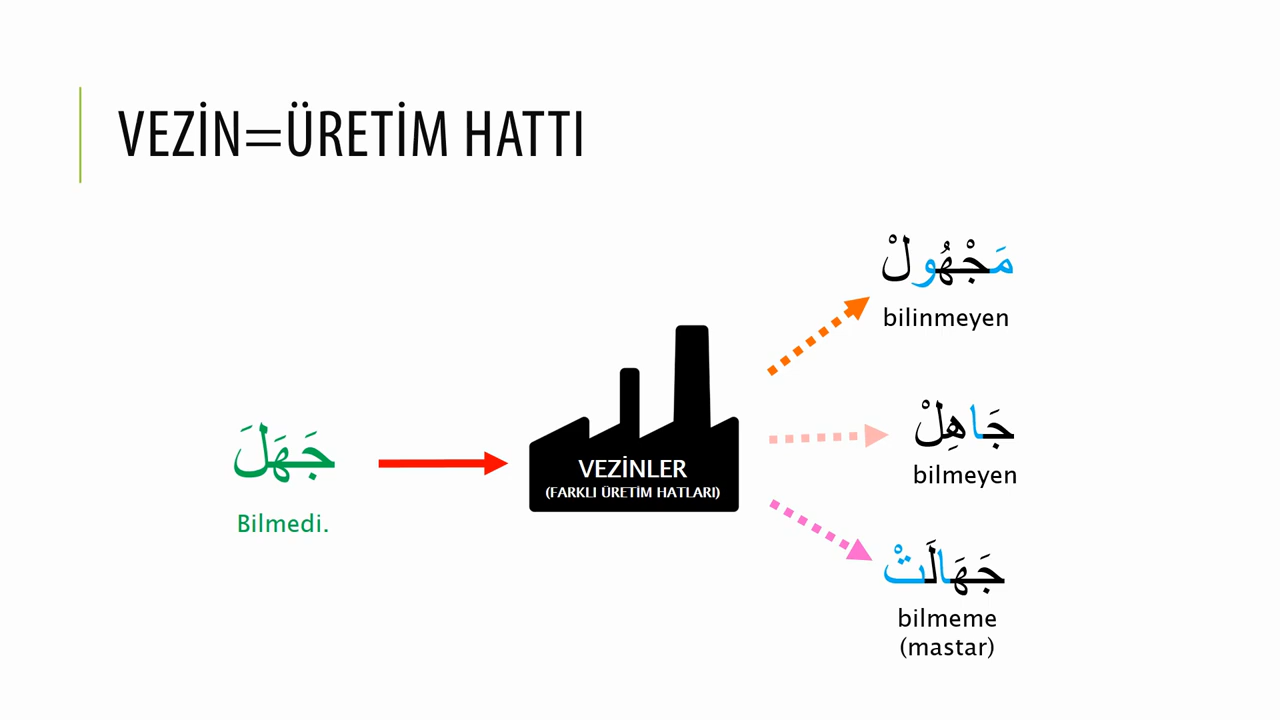 VEZİN=ÜRETİM HATTI
مَجْهُولْ
bilinmeyen
جَهَلَ
Bilmedi.
VEZİNLER
(FARKLI ÜRETİM HATLARI)
جَاهِلْ
bilmeyen
جَهَالَتْ
bilmeme
(mastar)